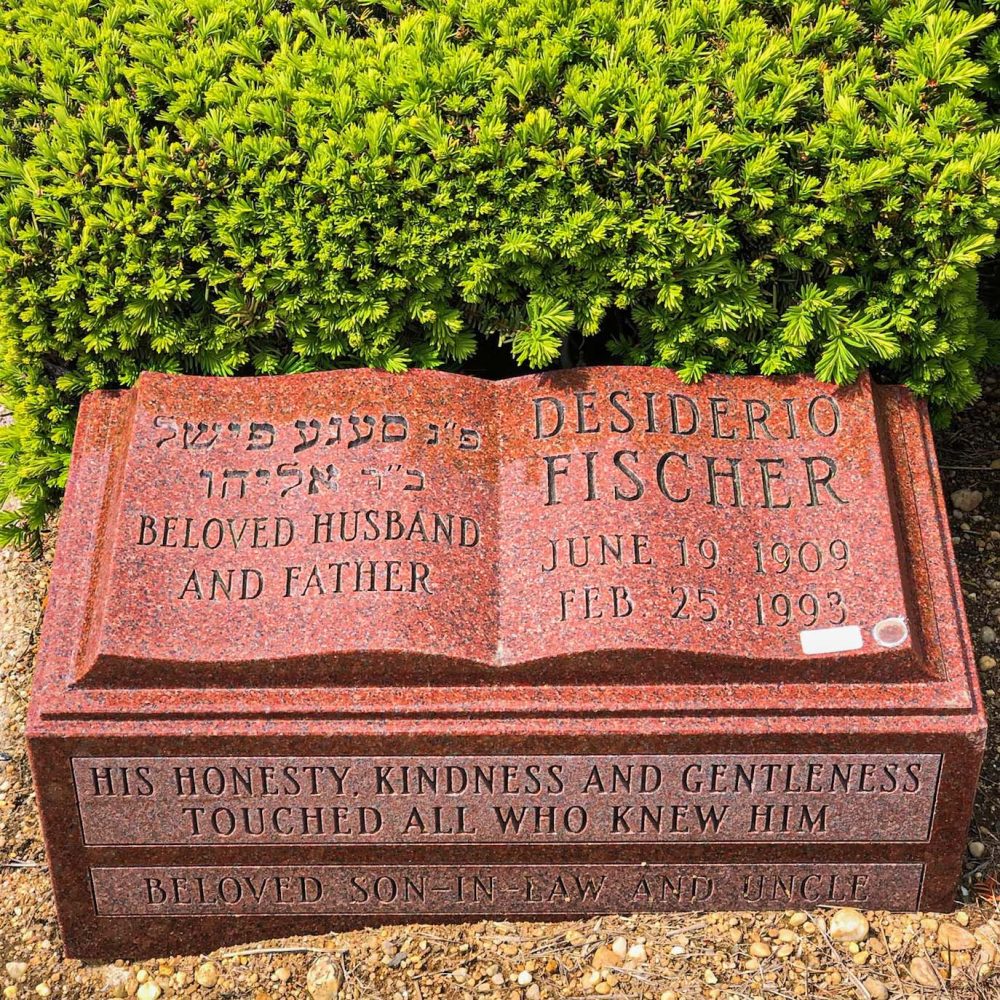 פ"נ סענע פישל
ב"ר אליהו
BELOVED HUSBAND
AND FATHER
DESIDERIO
FISCHER
JUNE 19, 1909
FEB 25, 1993
HIS HONESTY, KINDNESS AND GENTLENESS
TOUCHED ALL WHO KNEW HIM
BELOVED SON-IN-LAW AND UNCLE